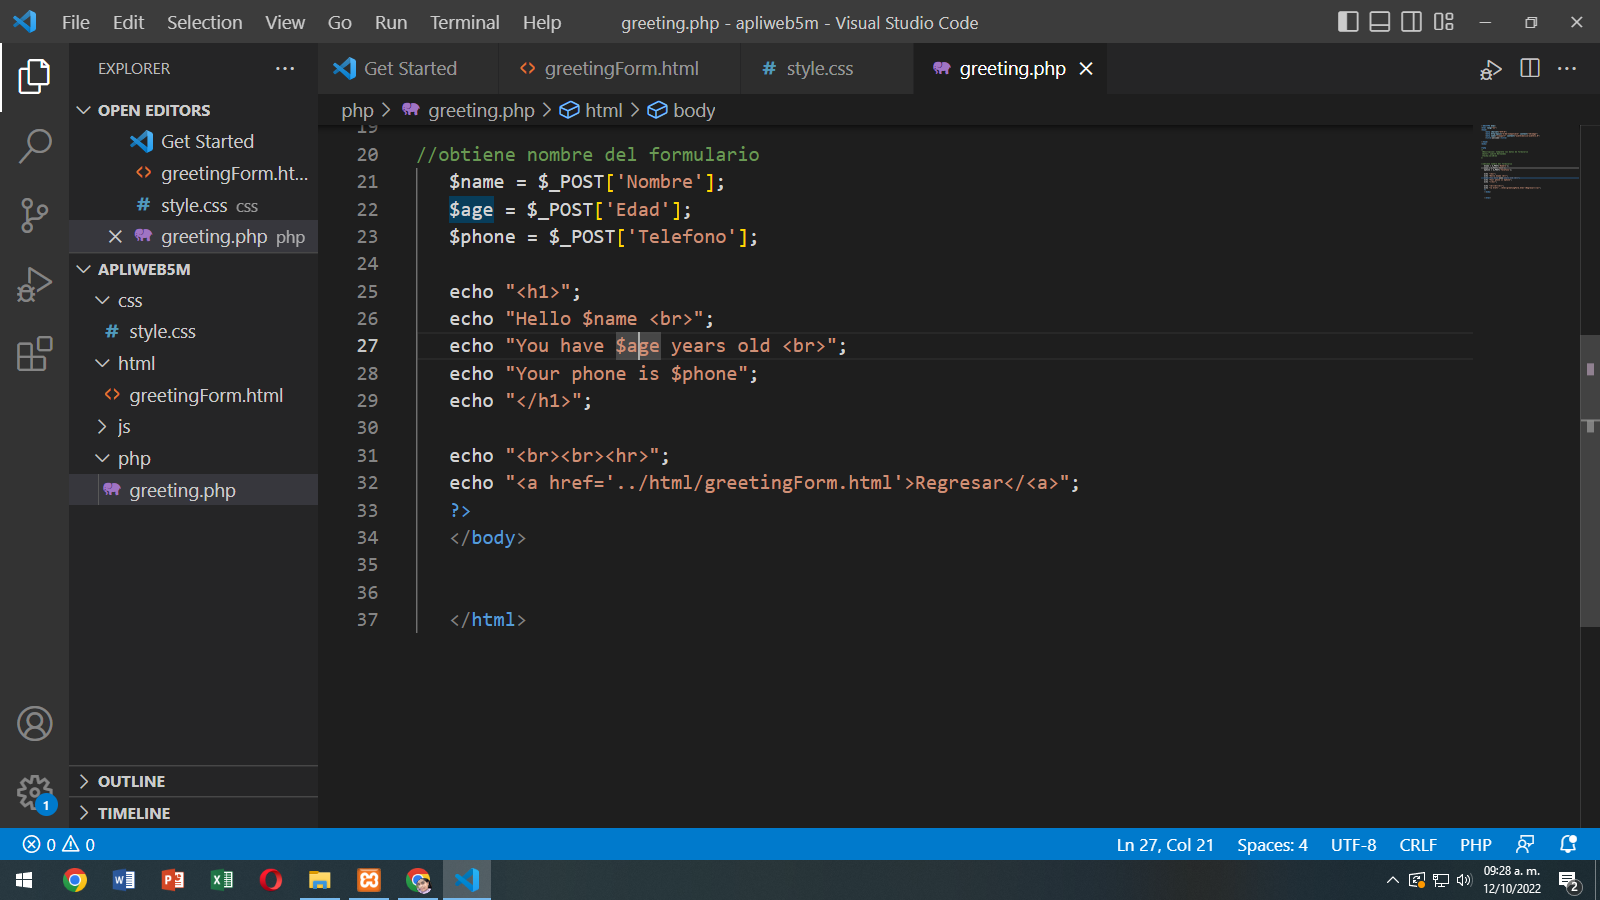 File Edit Selection View Go Run Terminal Help greeting.php - apliweb5m - Visual Studio Code
EXPLORER
Get Started greetingForm.html style.css greeting.php
OPEN EDITORS
Get Started
greetingForm.ht...
style.css css
greeting.php php
APLIWEB5M
css
style.css
html
greetingForm.html
js
php
greeting.php
OUTLINE
TIMELINE
php > greeting.php > html > body
19
20 //obtiene nombre del formulario
21 $name = $_POST['Nombre'];
22 $age = $_POST['Edad'];
23 $phone = $_POST['Telefono'];
24
25 echo "<h1>";
26 echo "Hello $name <br>";
27 echo "You have $age years old <br>";
28 echo "Your phone is $phone";
29 echo "</h1>";
30
31 echo "<br><br><hr>";
32 echo "<a href='../html/greetingForm.html'>Regresar</<a>";
33 ?>
34 </body>
35
36
37 </html>
1
0 0 Ln 27, Col 21 Spaces: 4 UTF-8 CRLF PHP
09:28 a. m.
12/10/2022
2